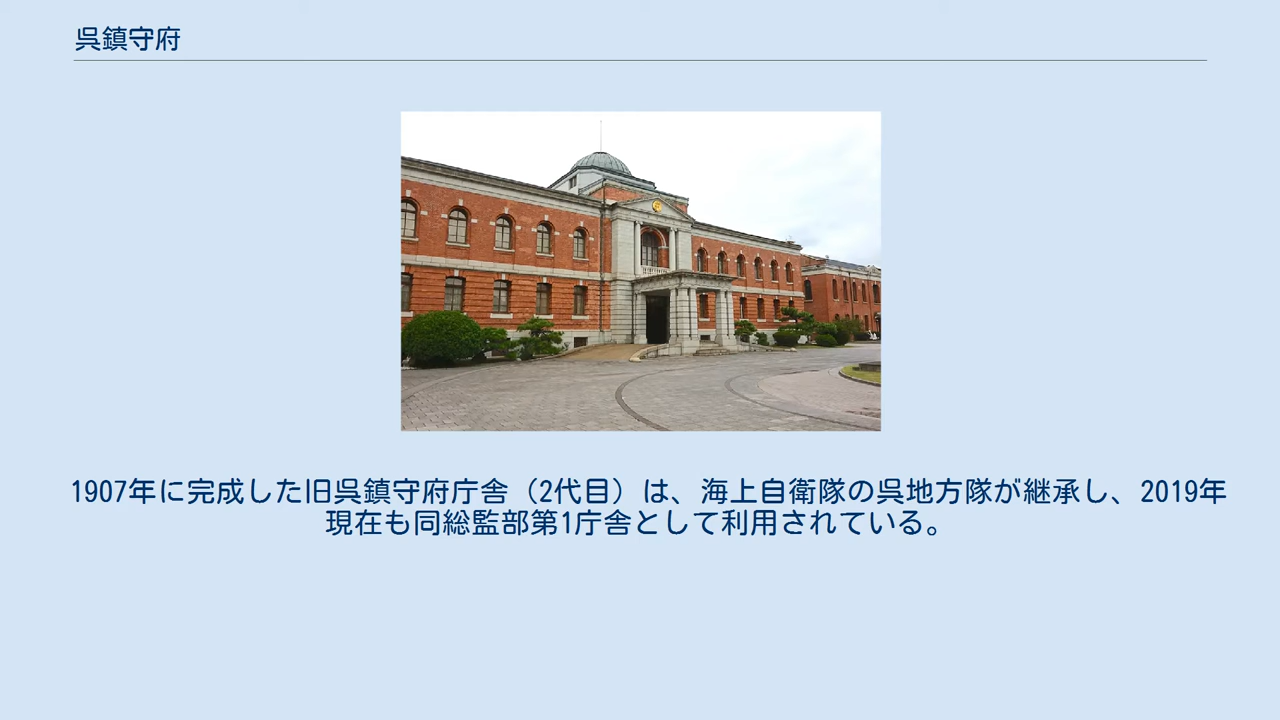 呉鎮守府
1907年に完成した旧呉鎮守府庁舎（2代目）は、海上自衛隊の呉地方隊が継承し、2019年
現在も同総監部第1庁舎として利用されている。